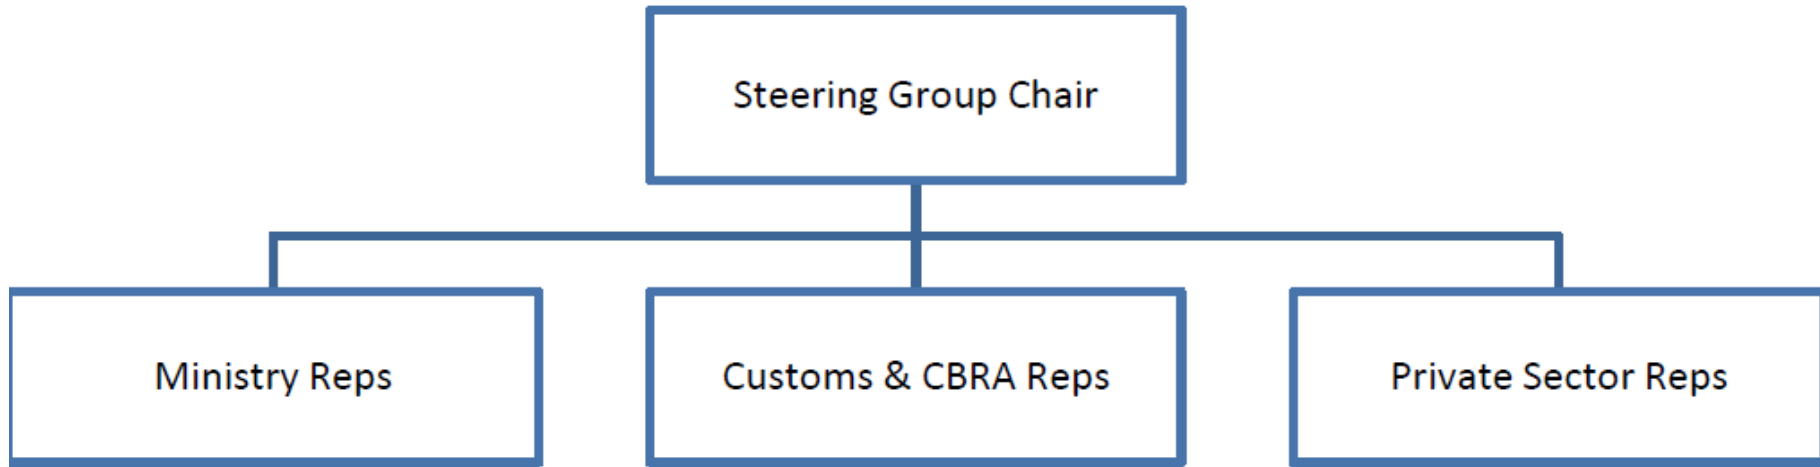 Steering Group Chair
Ministry Reps
Customs & CBRA Reps
Private Sector Reps